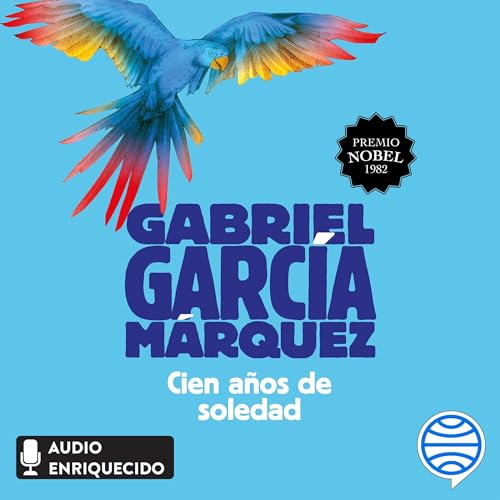 PREMIO
NOBEL
1982
GABRIEL
GARCÍA
MÁRQUEZ
Cien años de
soledad
AUDIO
ENRIQUECIDO